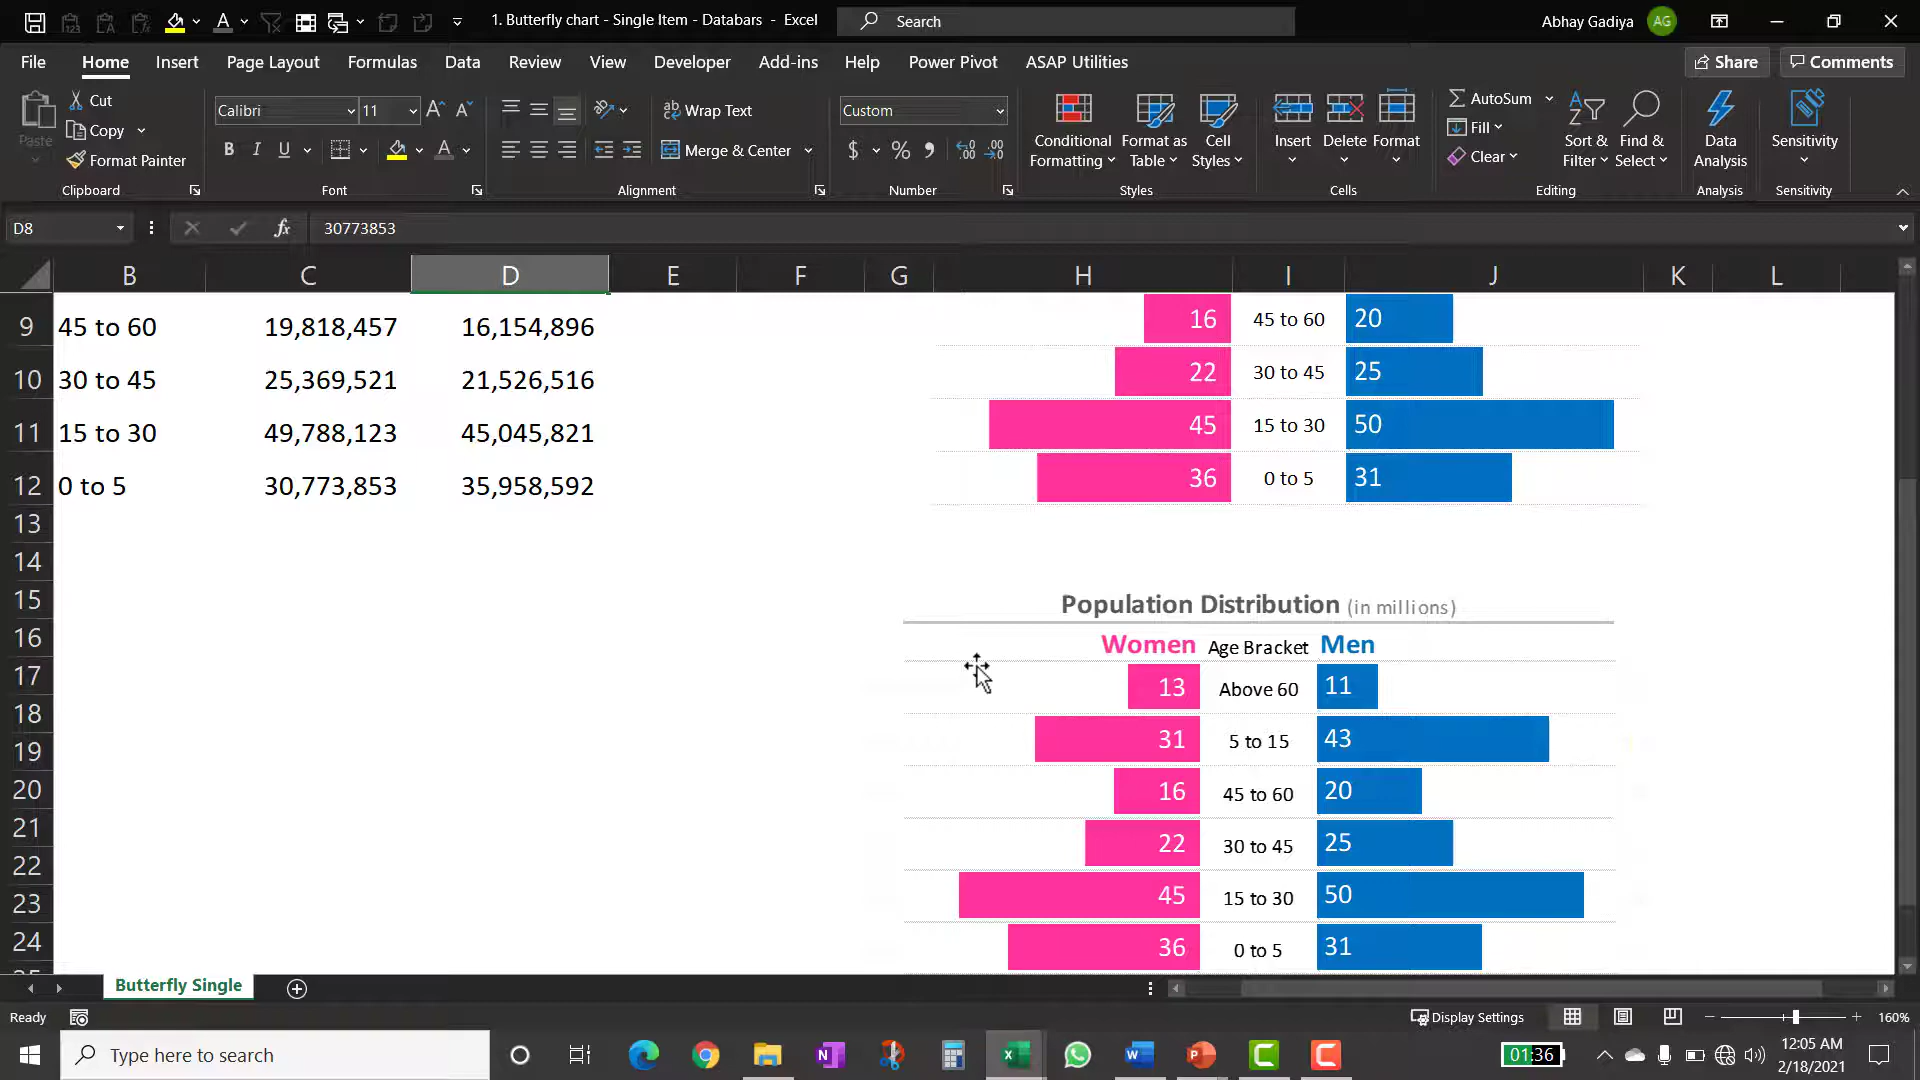 1. Butterfly chart - Single Item - Databars - Excel
Search
Abhay Gadiya AG
File Home Insert Page Layout Formulas Data Review View Developer Add-ins Help Power Pivot ASAP Utilities Share Comments
Paste
Cut
Copy
Format Painter
Clipboard
Calibri 11
B I U
Font
Wrap Text
Merge & Center
Alignment
Custom
$ % 9
Number
Conditional Formatting
Format as Table
Cell Styles
Styles
Insert Delete Format
Cells
AutoSum
Fill
Clear
Sort & Filter
Find & Select
Editing
Data Analysis
Analysis
Sensitivity
Sensitivity
D8 fx 30773853
B C D E F G H I J K L
9 45 to 60 19,818,457 16,154,896 16 45 to 60 20
10 30 to 45 25,369,521 21,526,516 22 30 to 45 25
11 15 to 30 49,788,123 45,045,821 45 15 to 30 50
12 0 to 5 30,773,853 35,958,592 36 0 to 5 31
13
14
15 Population Distribution (in millions)
16 Women Age Bracket Men
17 13 Above 60 11
18
19 31 5 to 15 43
20 16 45 to 60 20
21
22 22 30 to 45 25
23 45 15 to 30 50
24 36 0 to 5 31
Butterfly Single
Ready Display Settings 160%
Type here to search
01:36
12:05 AM
2/18/2021